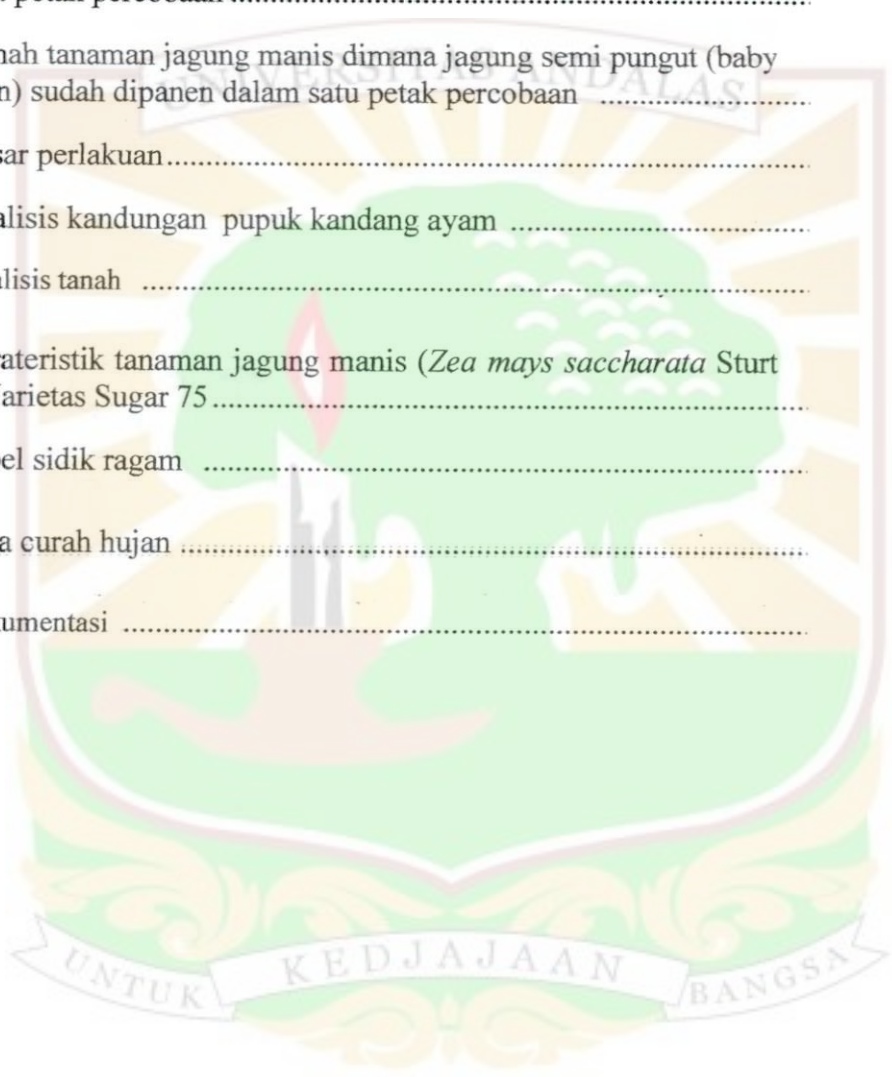 petak percobaan ..........................................................
nah tanaman jagung manis dimana jagung semi pungut (baby
n) sudah dipanen dalam satu petak percobaan ..........................
sar perlakuan..........................................................
alisis kandungan pupuk kandang ayam ..........................
lisis tanah ..........................................................
rateristik tanaman jagung manis (Zea mays saccharata Sturt
arietas Sugar 75..........................................................
el sidik ragam ..........................................................
a curah hujan ..........................................................
umentasi ..........................................................
UNIVERSITAS ANDALAS
UNTUK KEDJAJAAN BANGSA